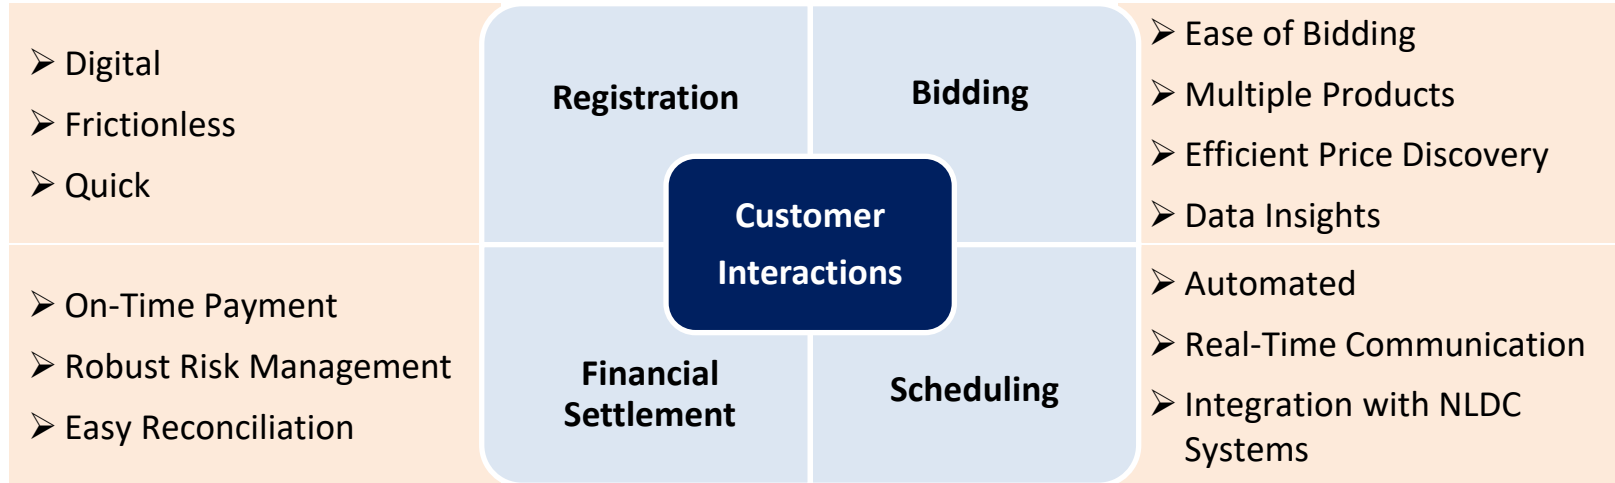 Digital
Frictionless
Quick
Registration
Bidding
Ease of Bidding
Multiple Products
Efficient Price Discovery
Data Insights
Customer
Interactions
On-Time Payment
Robust Risk Management
Easy Reconciliation
Financial
Settlement
Scheduling
Automated
Real-Time Communication
Integration with NLDC
Systems